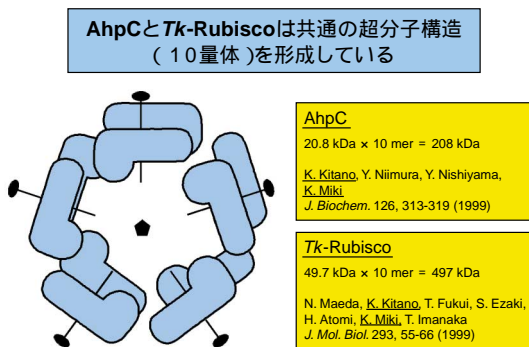 AhpCとTk-Rubiscoは共通の超分子構造
(10量体)を形成している
AhpC
20.8 kDa × 10 mer = 208 kDa
K. Kitano, Y. Niimura, Y. Nishiyama,
K. Miki
J. Biochem. 126, 313-319 (1999)
Tk-Rubisco
49.7 kDa × 10 mer = 497 kDa
N. Maeda, K. Kitano, T. Fukui, S. Ezaki,
H. Atomi, K. Miki, T. Imanaka
J. Mol. Biol. 293, 55-66 (1999)